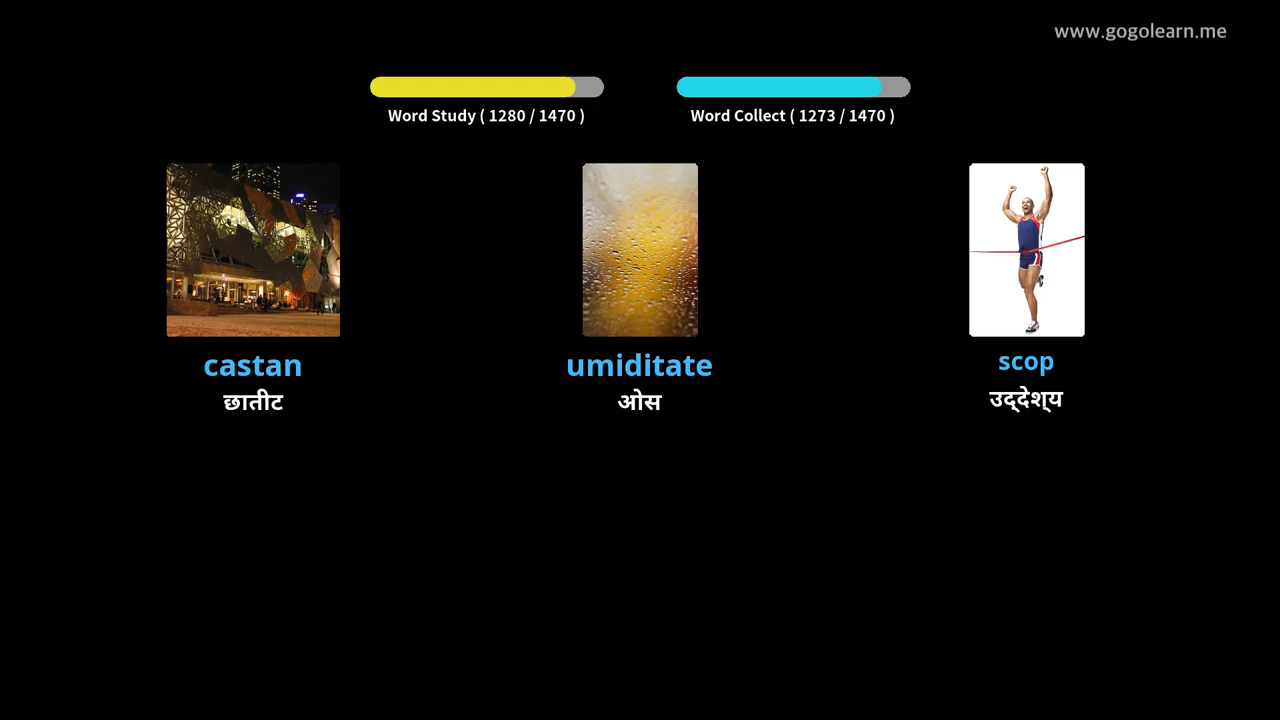 www.gogolearn.me
Word Study ( 1280 / 1470 )
Word Collect ( 1273 / 1470 )
castan
umiditate
scop
छातीट
ओस
उद्देश्य